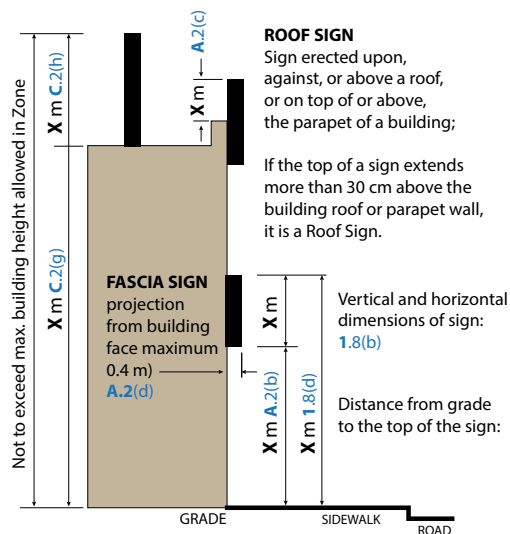 Not to exceed max. building height allowed in Zone
X m C.2(h)
X m C.2(g)
A.2(c)
X m
ROOF SIGN
Sign erected upon,
against, or above a roof,
or on top of or above,
the parapet of a building;
If the top of a sign extends
more than 30 cm above the
building roof or parapet wall,
it is a Roof Sign.
FASCIA SIGN
projection
from building
face maximum
0.4 m)
A.2(d)
X m
X m A.2(b)
X m 1.8(d)
Vertical and horizontal
dimensions of sign:
1.8(b)
Distance from grade
to the top of the sign:
GRADE
SIDEWALK
ROAD